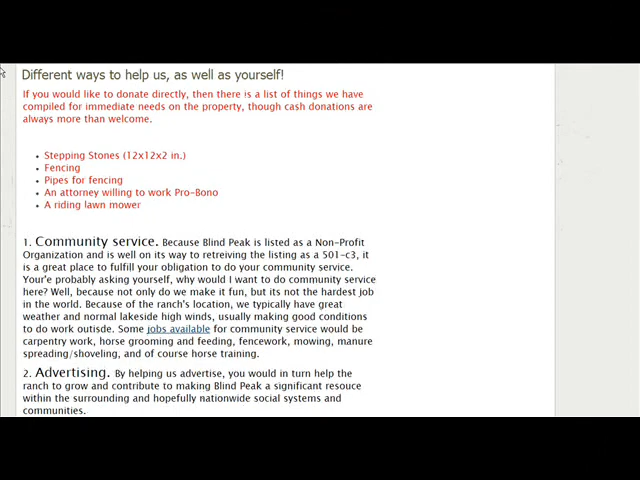 Different ways to help us, as well as yourself!
If you would like to donate directly, then there is a list of things we have
compiled for immediate needs on the property, though cash donations are
always more than welcome.
• Stepping Stones (12x12x2 in.)
• Fencing
• Pipes for fencing
• An attorney willing to work Pro-Bono
• A riding lawn mower
1. Community service. Because Blind Peak is listed as a Non-Profit
Organization and is well on its way to retreiving the listing as a 501-c3, it
is a great place to fulfill your obligation to do your community service.
Your'e probably asking yourself, why would I want to do community service
here? Well, because not only do we make it fun, but its not the hardest job
in the world. Because of the ranch's location, we typically have great
weather and normal lakeside high winds, usually making good conditions
to do work outisde. Some jobs available for community service would be
carpentry work, horse grooming and feeding, fencework, mowing, manure
spreading/shoveling, and of course horse training.
2. Advertising. By helping us advertise, you would in turn help the
ranch to grow and contribute to making Blind Peak a significant resouce
within the surrounding and hopefully nationwide social systems and
communities.